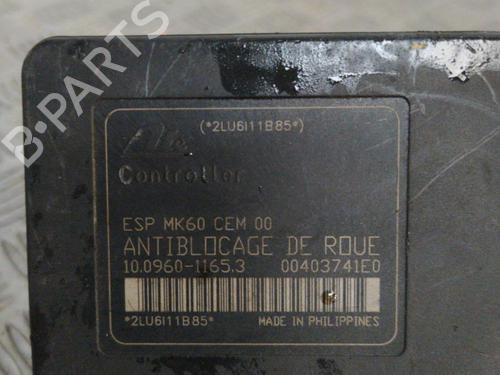 (*2LU6I11B85*)
Ate
Controller
ESP MK60 CEM 00
ANTIBLOCAGE DE ROUE
10.0960-1165.3 00403741E0
*2LU6I11B85* MADE IN PHILIPPINES
B-Parts